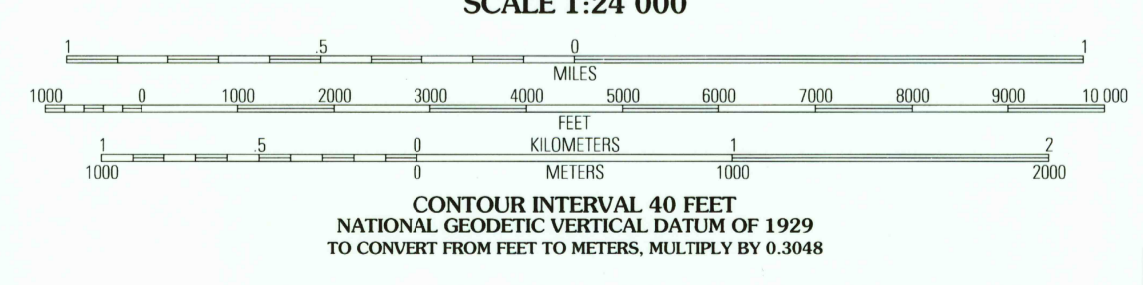 SCALE 1:24 000
1 .5 0 1
MILES
1000 0 1000 2000 3000 4000 5000 6000 7000 8000 9000 10 000
FEET
1 .5 0 KILOMETERS 1 2
1000 0 METERS 1000 2000
CONTOUR INTERVAL 40 FEET
NATIONAL GEODETIC VERTICAL DATUM OF 1929
TO CONVERT FROM FEET TO METERS, MULTIPLY BY 0.3048